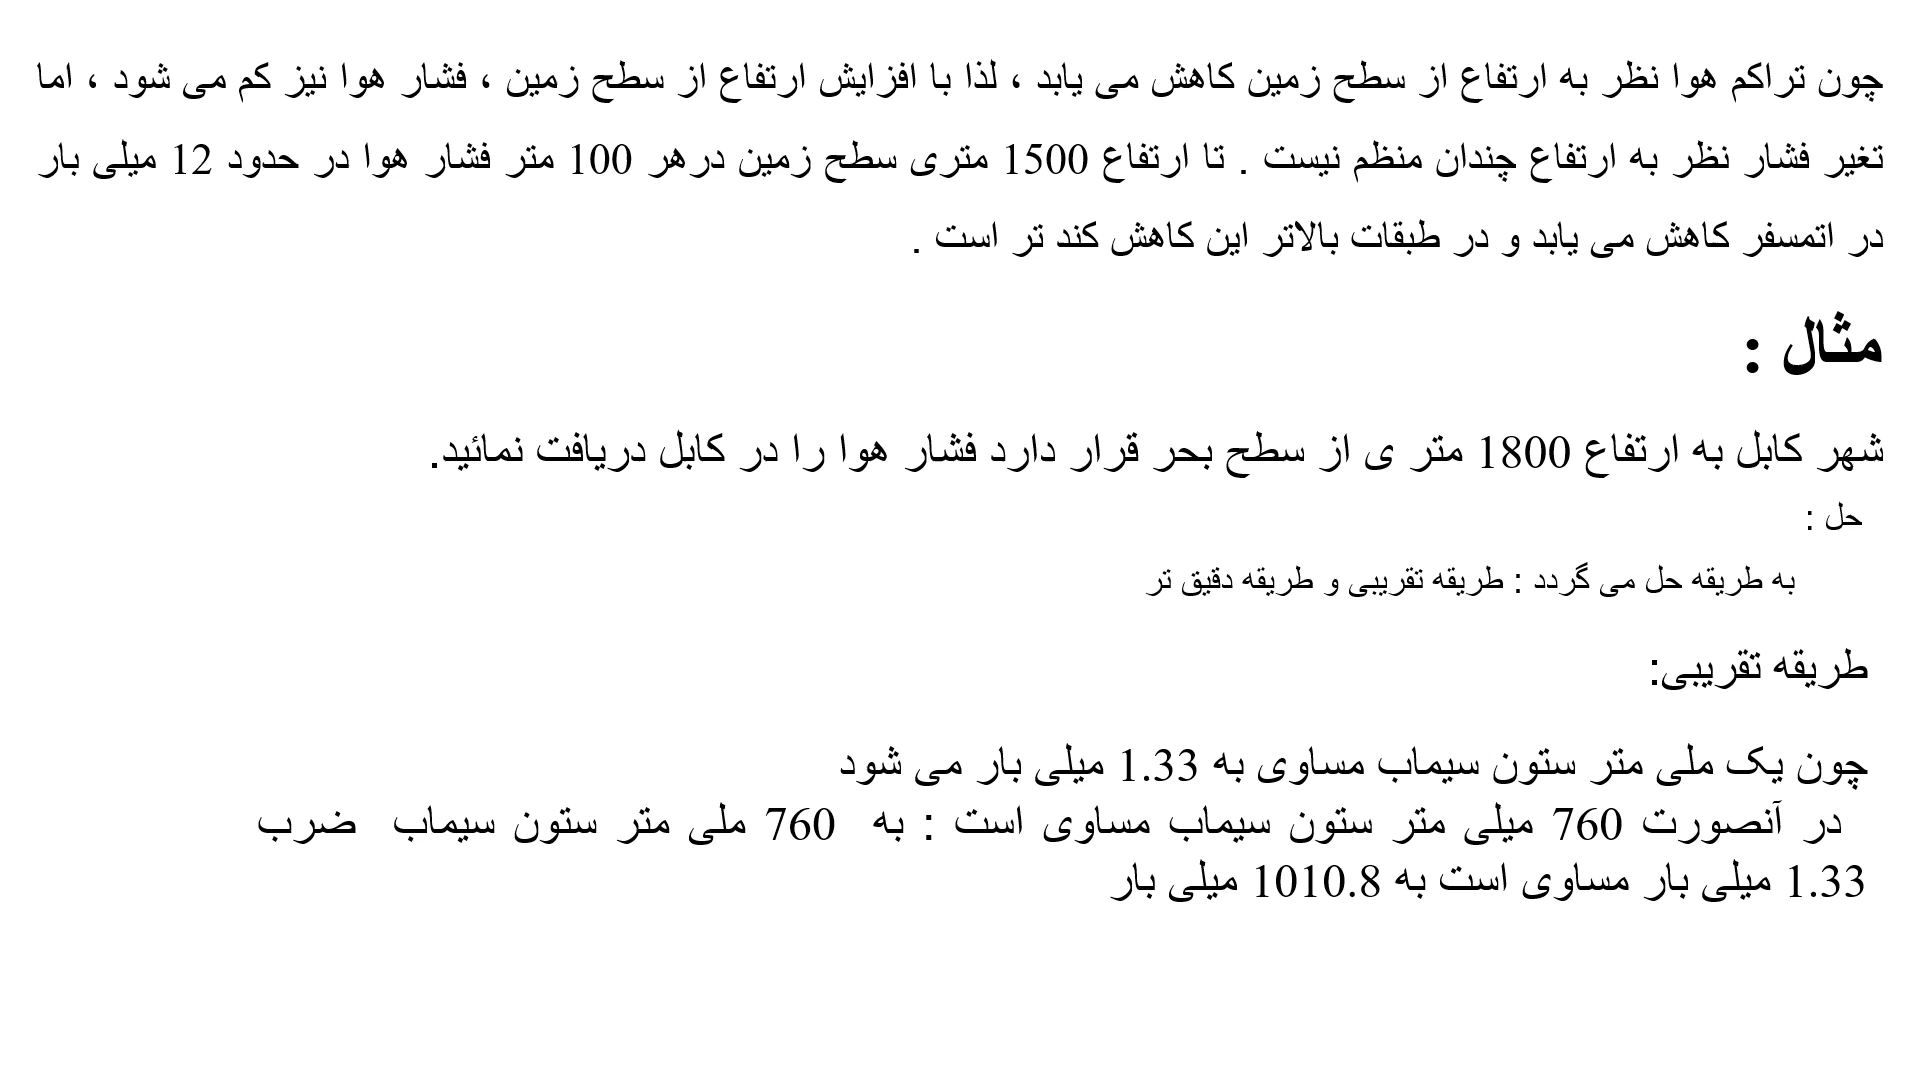 چون تراکم هوا نظر به ارتفاع از سطح زمین کاهش می یابد ، لذا با افزایش ارتفاع از سطح زمین ، فشار هوا نیز کم می شود ، اما
تغیر فشار نظر به ارتفاع چندان منظم نیست . تا ارتفاع 1500 متری سطح زمین درهر 100 متر فشار هوا در حدود 12 میلی بار
در اتمسفر کاهش می یابد و در طبقات بالاتر این کاهش کند تر است .
مثال :
شهر کابل به ارتفاع 1800 متر ی از سطح بحر قرار دارد فشار هوا را در کابل دریافت نمائید.
حل :
به طریقه حل می گردد : طریقه تقریبی و طریقه دقیق تر
طریقه تقریبی:
چون یک ملی متر ستون سیماب مساوی به 1.33 میلی بار می شود
در آنصورت 760 میلی متر ستون سیماب مساوی است : به 760 ملی متر ستون سیماب ضرب
1.33 میلی بار مساوی است به 1010.8 میلی بار